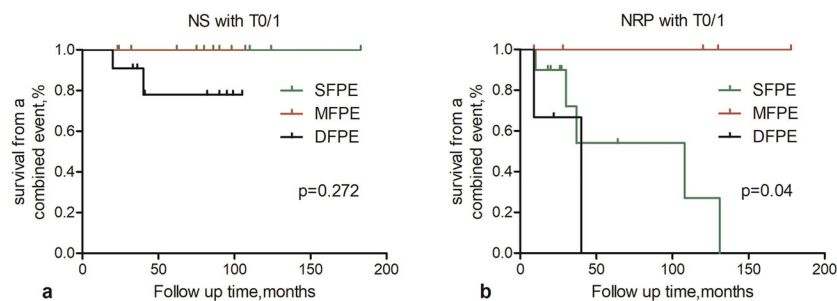 NS with T0/1
survival from a
combined event,%
1.0
0.8
0.6
0.4
0.2
0.0
SFPE
MFPE
DFPE
p=0.272
0
50
100
150
200
Follow up time,months
a
NRP with T0/1
survival from a
combined event,%
1.0
0.8
0.6
0.4
0.2
0.0
SFPE
MFPE
DFPE
p=0.04
0
50
100
150
200
Follow up time,months
b